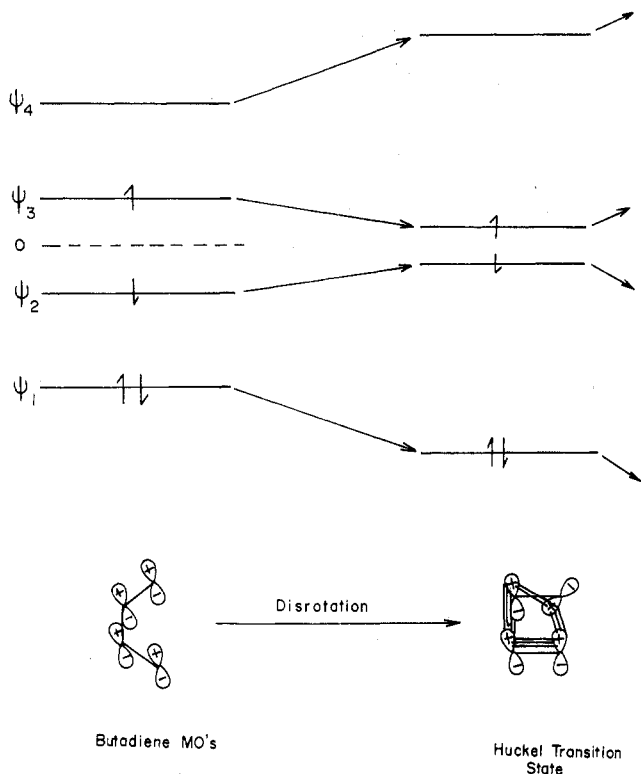 ψ4
ψ3
0
ψ2
ψ1
+
-
+
-
+
-
+
-
Disrotation
+
-
+
-
+
-
+
-
Butadiene MO's
Huckel Transition
State